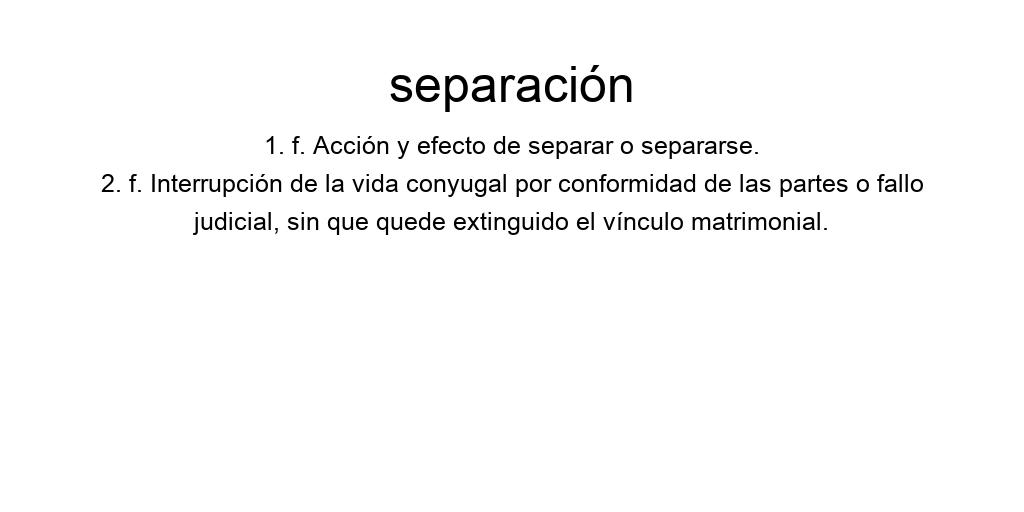 separación
1. f. Acción y efecto de separar o separarse.
2. f. Interrupción de la vida conyugal por conformidad de las partes o fallo
judicial, sin que quede extinguido el vínculo matrimonial.